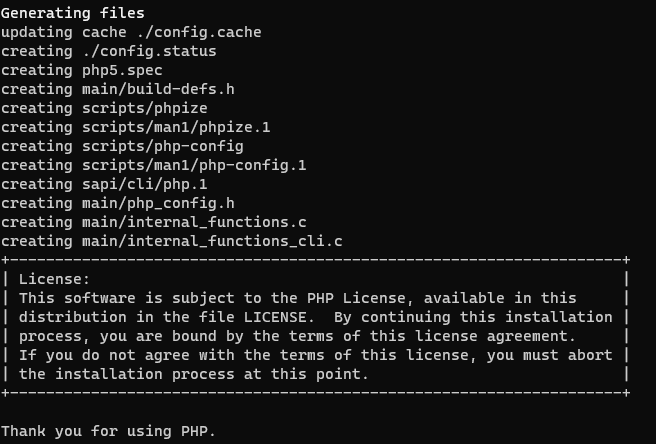 Generating files
updating cache ./config.cache
creating ./config.status
creating php5.spec
creating main/build-defs.h
creating scripts/phpize
creating scripts/man1/phpize.1
creating scripts/php-config
creating scripts/man1/php-config.1
creating sapi/cli/php.1
creating main/php_config.h
creating main/internal_functions.c
creating main/internal_functions_cli.c
+--------------------------------------------------------------------+
| License:                                                           |
| This software is subject to the PHP License, available in this     |
| distribution in the file LICENSE.  By continuing this installation |
| process, you are bound by the terms of this license agreement.     |
| If you do not agree with the terms of this license, you must abort |
| the installation process at this point.                            |
+--------------------------------------------------------------------+
Thank you for using PHP.